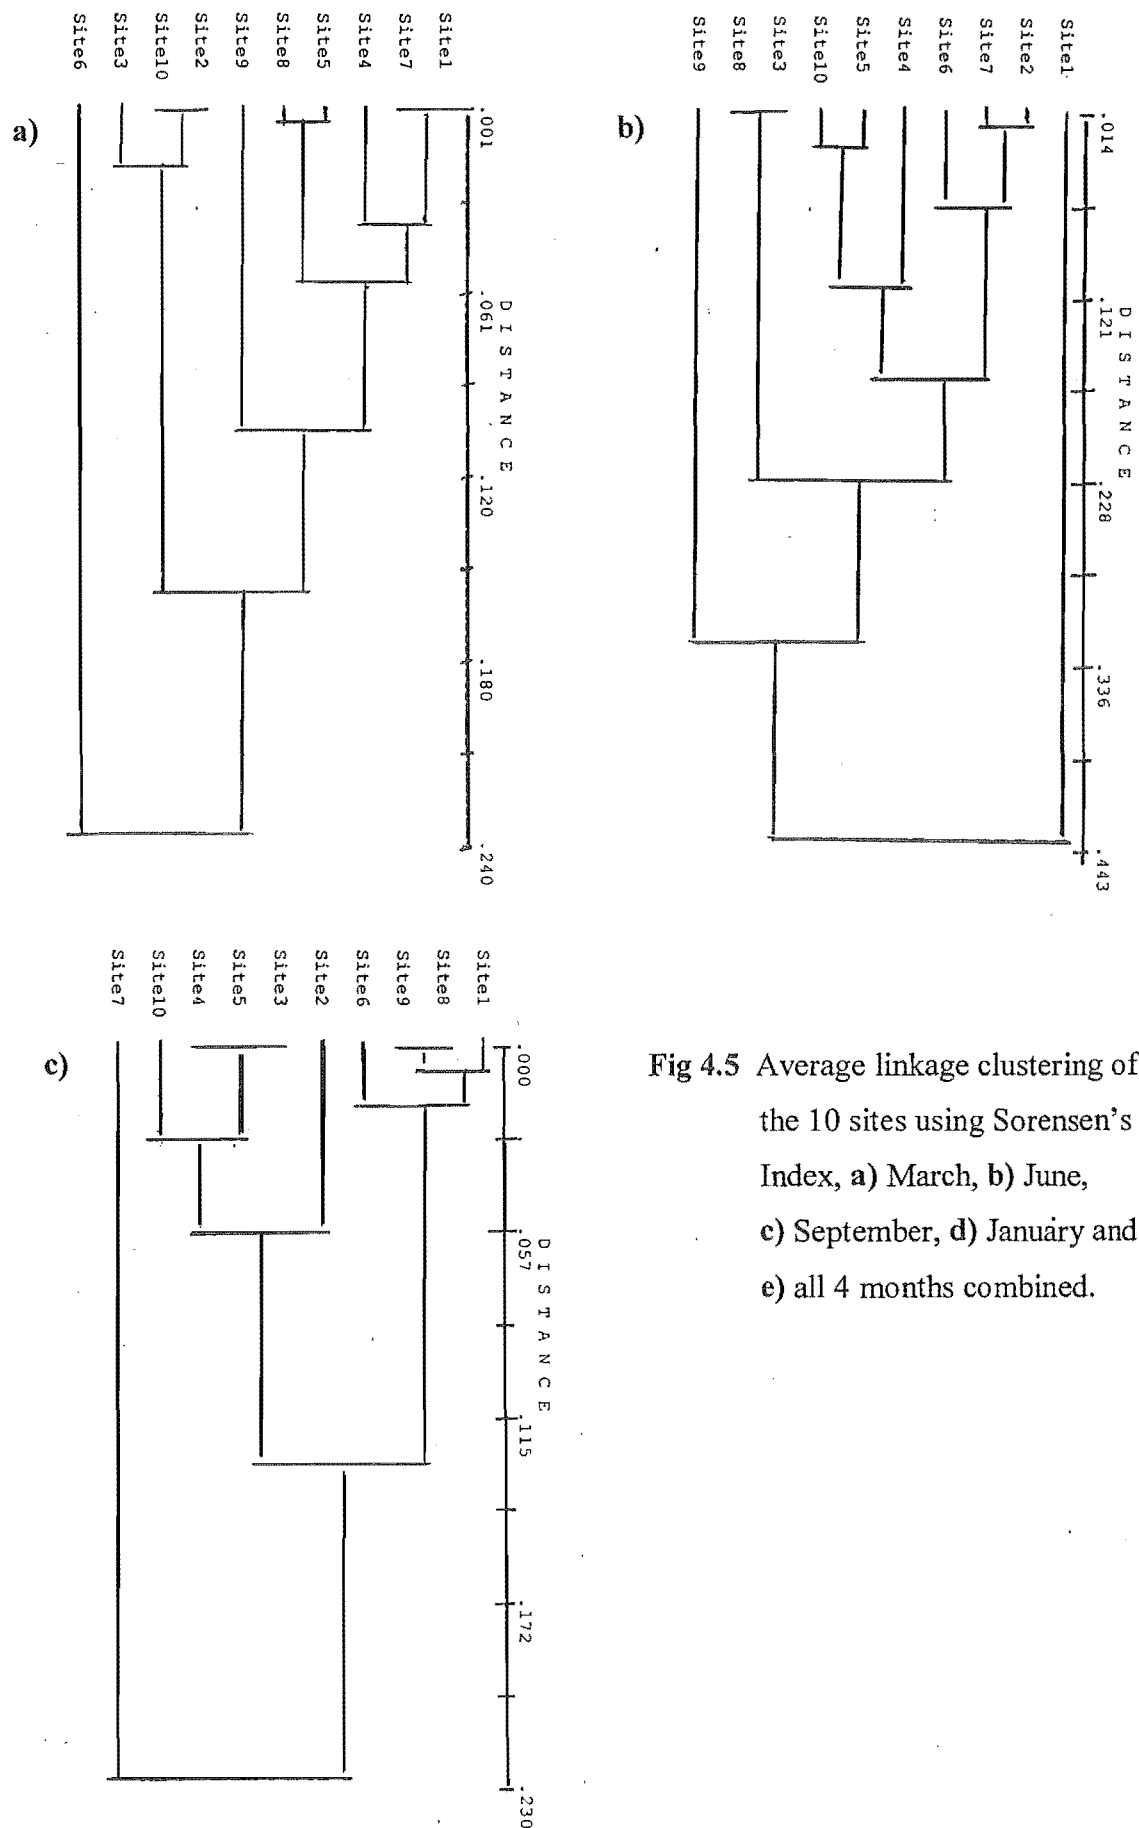 a)
Site6
Site3
Site10
Site2
Site9
Site8
Site5
Site4
Site7
Site1
.001
.061
.120
.180
.240
DISTANCE
b)
Site9
Site8
Site3
Site10
Site5
Site4
Site6
Site7
Site2
Site1
.014
.121
.228
.336
.443
DISTANCE
c)
Site7
Site10
Site4
Site5
Site3
Site2
Site6
Site9
Site8
Site1
.000
.057
.115
.172
.230
DISTANCE
Fig 4.5 Average linkage clustering of
the 10 sites using Sorensen's
Index, a) March, b) June,
c) September, d) January and
e) all 4 months combined.